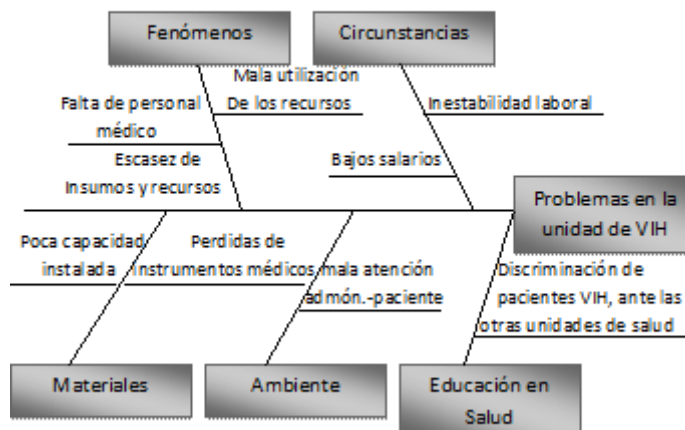 Fenómenos
Circunstancias
Mala utilización
De los recursos
Falta de personal
médico
Inestabilidad laboral
Escasez de
Insumos y recursos
Bajos salarios
Problemas en la
unidad de VIH
Poca capacidad
instalada
Perdidas de
Instrumentos médicos
mala atención
admón.-paciente
Discriminación de
pacientes VIH, ante las
otras unidades de salud
Materiales
Ambiente
Educación en
Salud